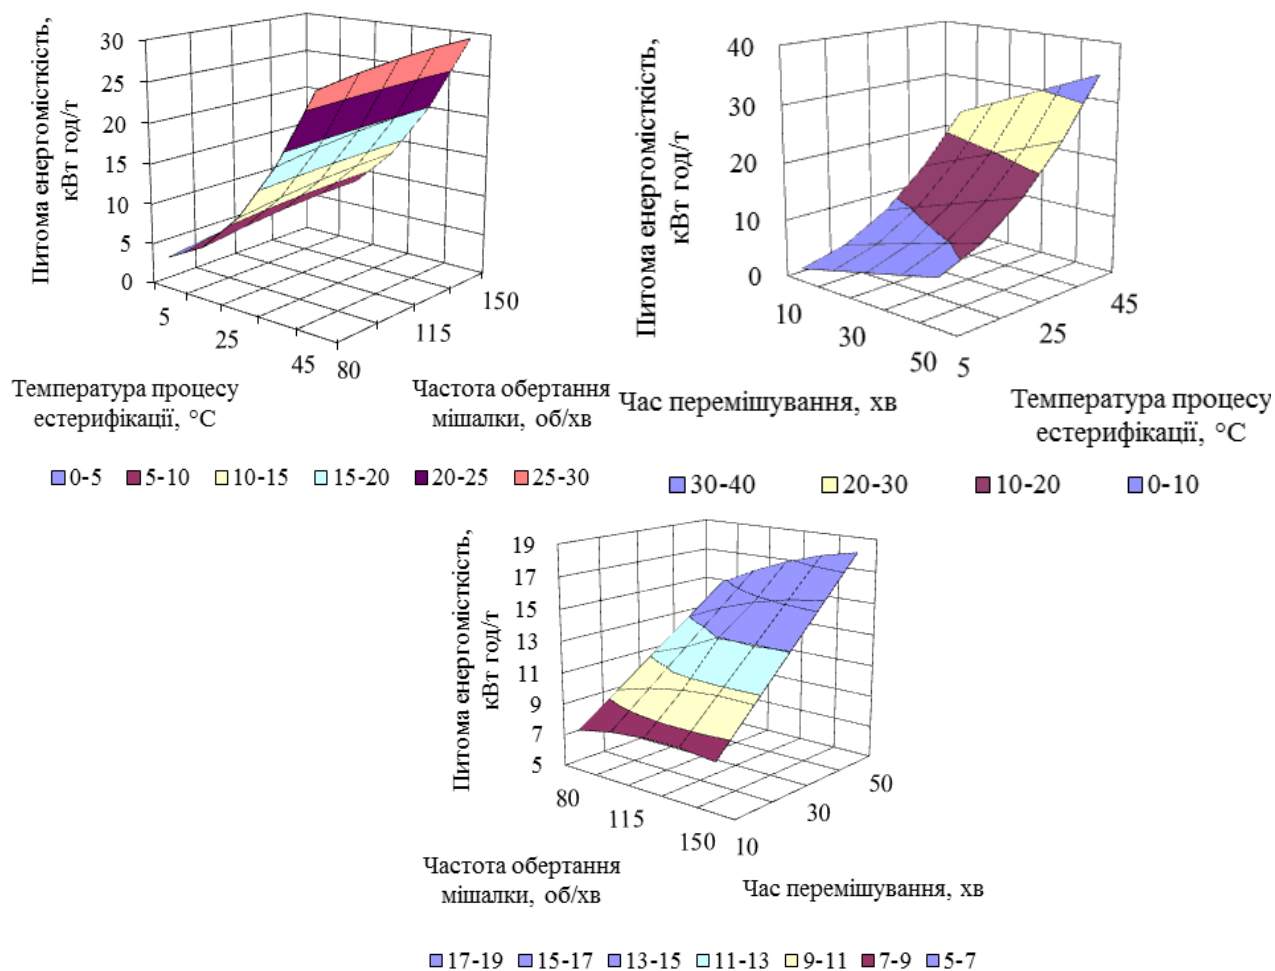 Питома енергомісткість,
кВт год/т
30
25
20
15
10
5
0
5
25
45
80
115
150
Температура процесу
естерифікації, °С
Частота обертання
мішалки, об/хв
0-5 5-10 10-15 15-20 20-25 25-30
Питома енергомісткість,
кВт год/т
40
30
20
10
0
10
30
50
5
25
45
Час перемішування, хв
Температура процесу
естерифікації, °С
30-40 20-30 10-20 0-10
Питома енергомісткість,
кВт год/т
19
17
15
13
11
9
7
5
80
115
150
10
30
50
Частота обертання
мішалки, об/хв
Час перемішування, хв
17-19 15-17 13-15 11-13 9-11 7-9 5-7